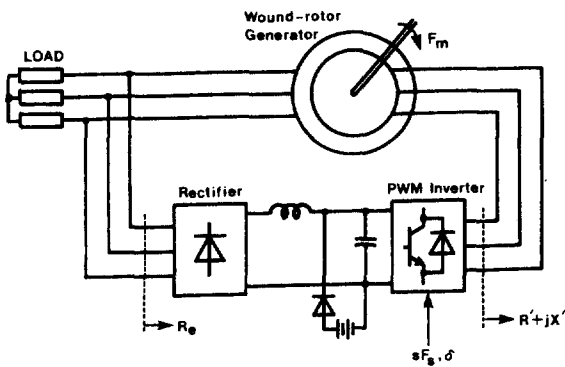 Wound-rotor
Generator
Fm
LOAD
Rectifier
PWM Inverter
Re
R'+jX'
sFs, δ